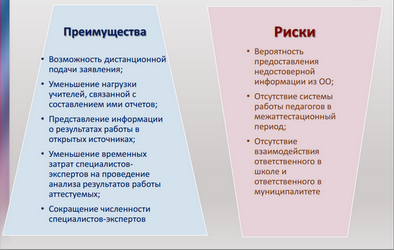 Преимущества
• Возможность дистанционной
подачи заявления;
• Уменьшение нагрузки
учителей, связанной с
составлением ими отчетов;
• Представление информации
о результатах работы в
открытых источниках;
• Уменьшение временных
затрат специалистов-
экспертов на проведение
анализа результатов работы
аттестуемых;
• Сокращение численности
специалистов-экспертов
Риски
• Вероятность
предоставления
недостоверной
информации из ОО;
• Отсутствие системы
работы педагогов в
межаттестационный
период;
• Отсутствие
взаимодействия
ответственного в
школе и
ответственного в
муниципалитете